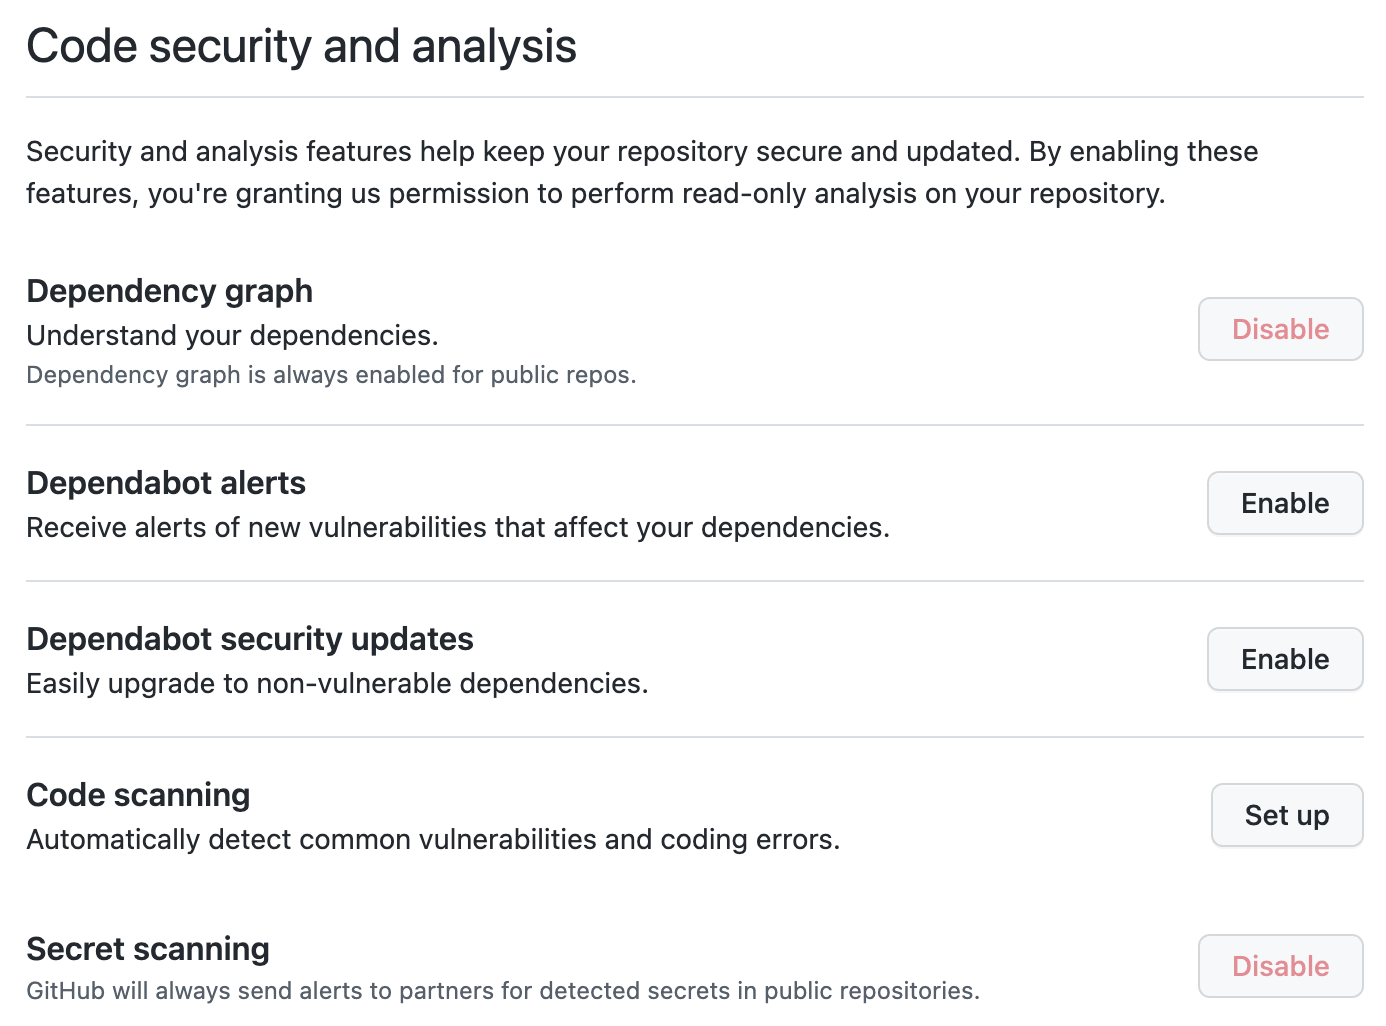 Code security and analysis
Security and analysis features help keep your repository secure and updated. By enabling these
features, you're granting us permission to perform read-only analysis on your repository.
Dependency graph
Understand your dependencies.
Dependency graph is always enabled for public repos.
Disable
Dependabot alerts
Receive alerts of new vulnerabilities that affect your dependencies.
Enable
Dependabot security updates
Easily upgrade to non-vulnerable dependencies.
Enable
Code scanning
Automatically detect common vulnerabilities and coding errors.
Set up
Secret scanning
GitHub will always send alerts to partners for detected secrets in public repositories.
Disable